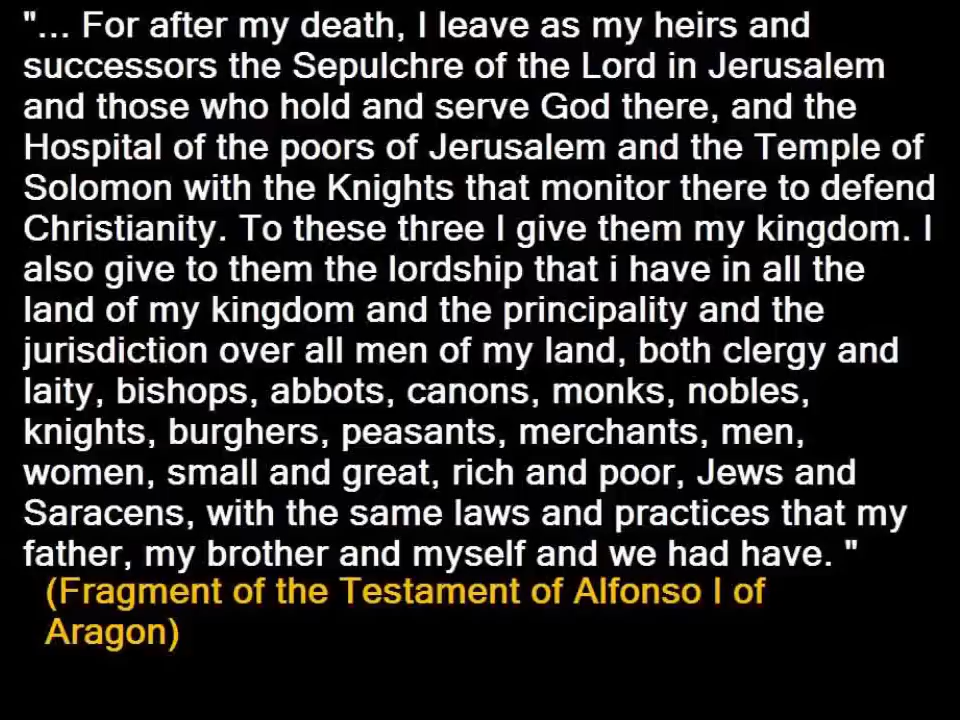 "... For after my death, I leave as my heirs and
successors the Sepulchre of the Lord in Jerusalem
and those who hold and serve God there, and the
Hospital of the poors of Jerusalem and the Temple of
Solomon with the Knights that monitor there to defend
Christianity. To these three I give them my kingdom. I
also give to them the lordship that i have in all the
land of my kingdom and the principality and the
jurisdiction over all men of my land, both clergy and
laity, bishops, abbots, canons, monks, nobles,
knights, burghers, peasants, merchants, men,
women, small and great, rich and poor, Jews and
Saracens, with the same laws and practices that my
father, my brother and myself and we had have. "
(Fragment of the Testament of Alfonso I of
Aragon)